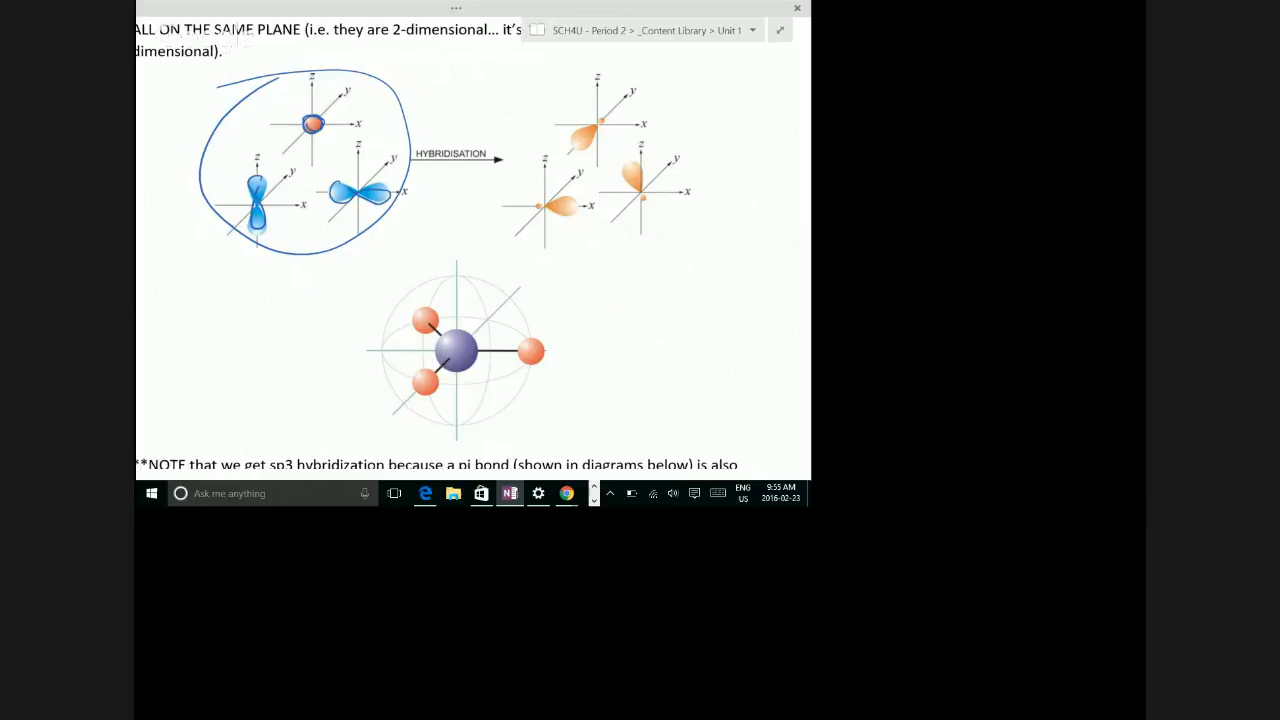 ALL ON THE SAME PLANE (i.e. they are 2-dimensional... it's
SCH4U - Period 2 > _Content Library > Unit 1
dimensional).
z
y
x
z
y
x
z
y
x
HYBRIDISATION
z
y
x
z
y
x
z
y
x
**NOTE that we get sp3 hybridization because a pi bond (shown in diagrams below) is also
Ask me anything
ENG
US
9:55 AM
2016-02-23